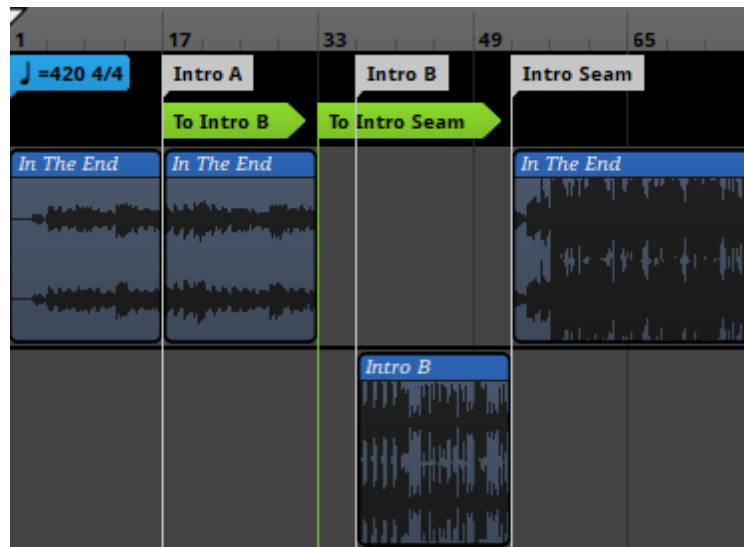 1 17 33 49 65
♩=420 4/4 Intro A Intro B Intro Seam
To Intro B To Intro Seam
In The End In The End In The End
Intro B